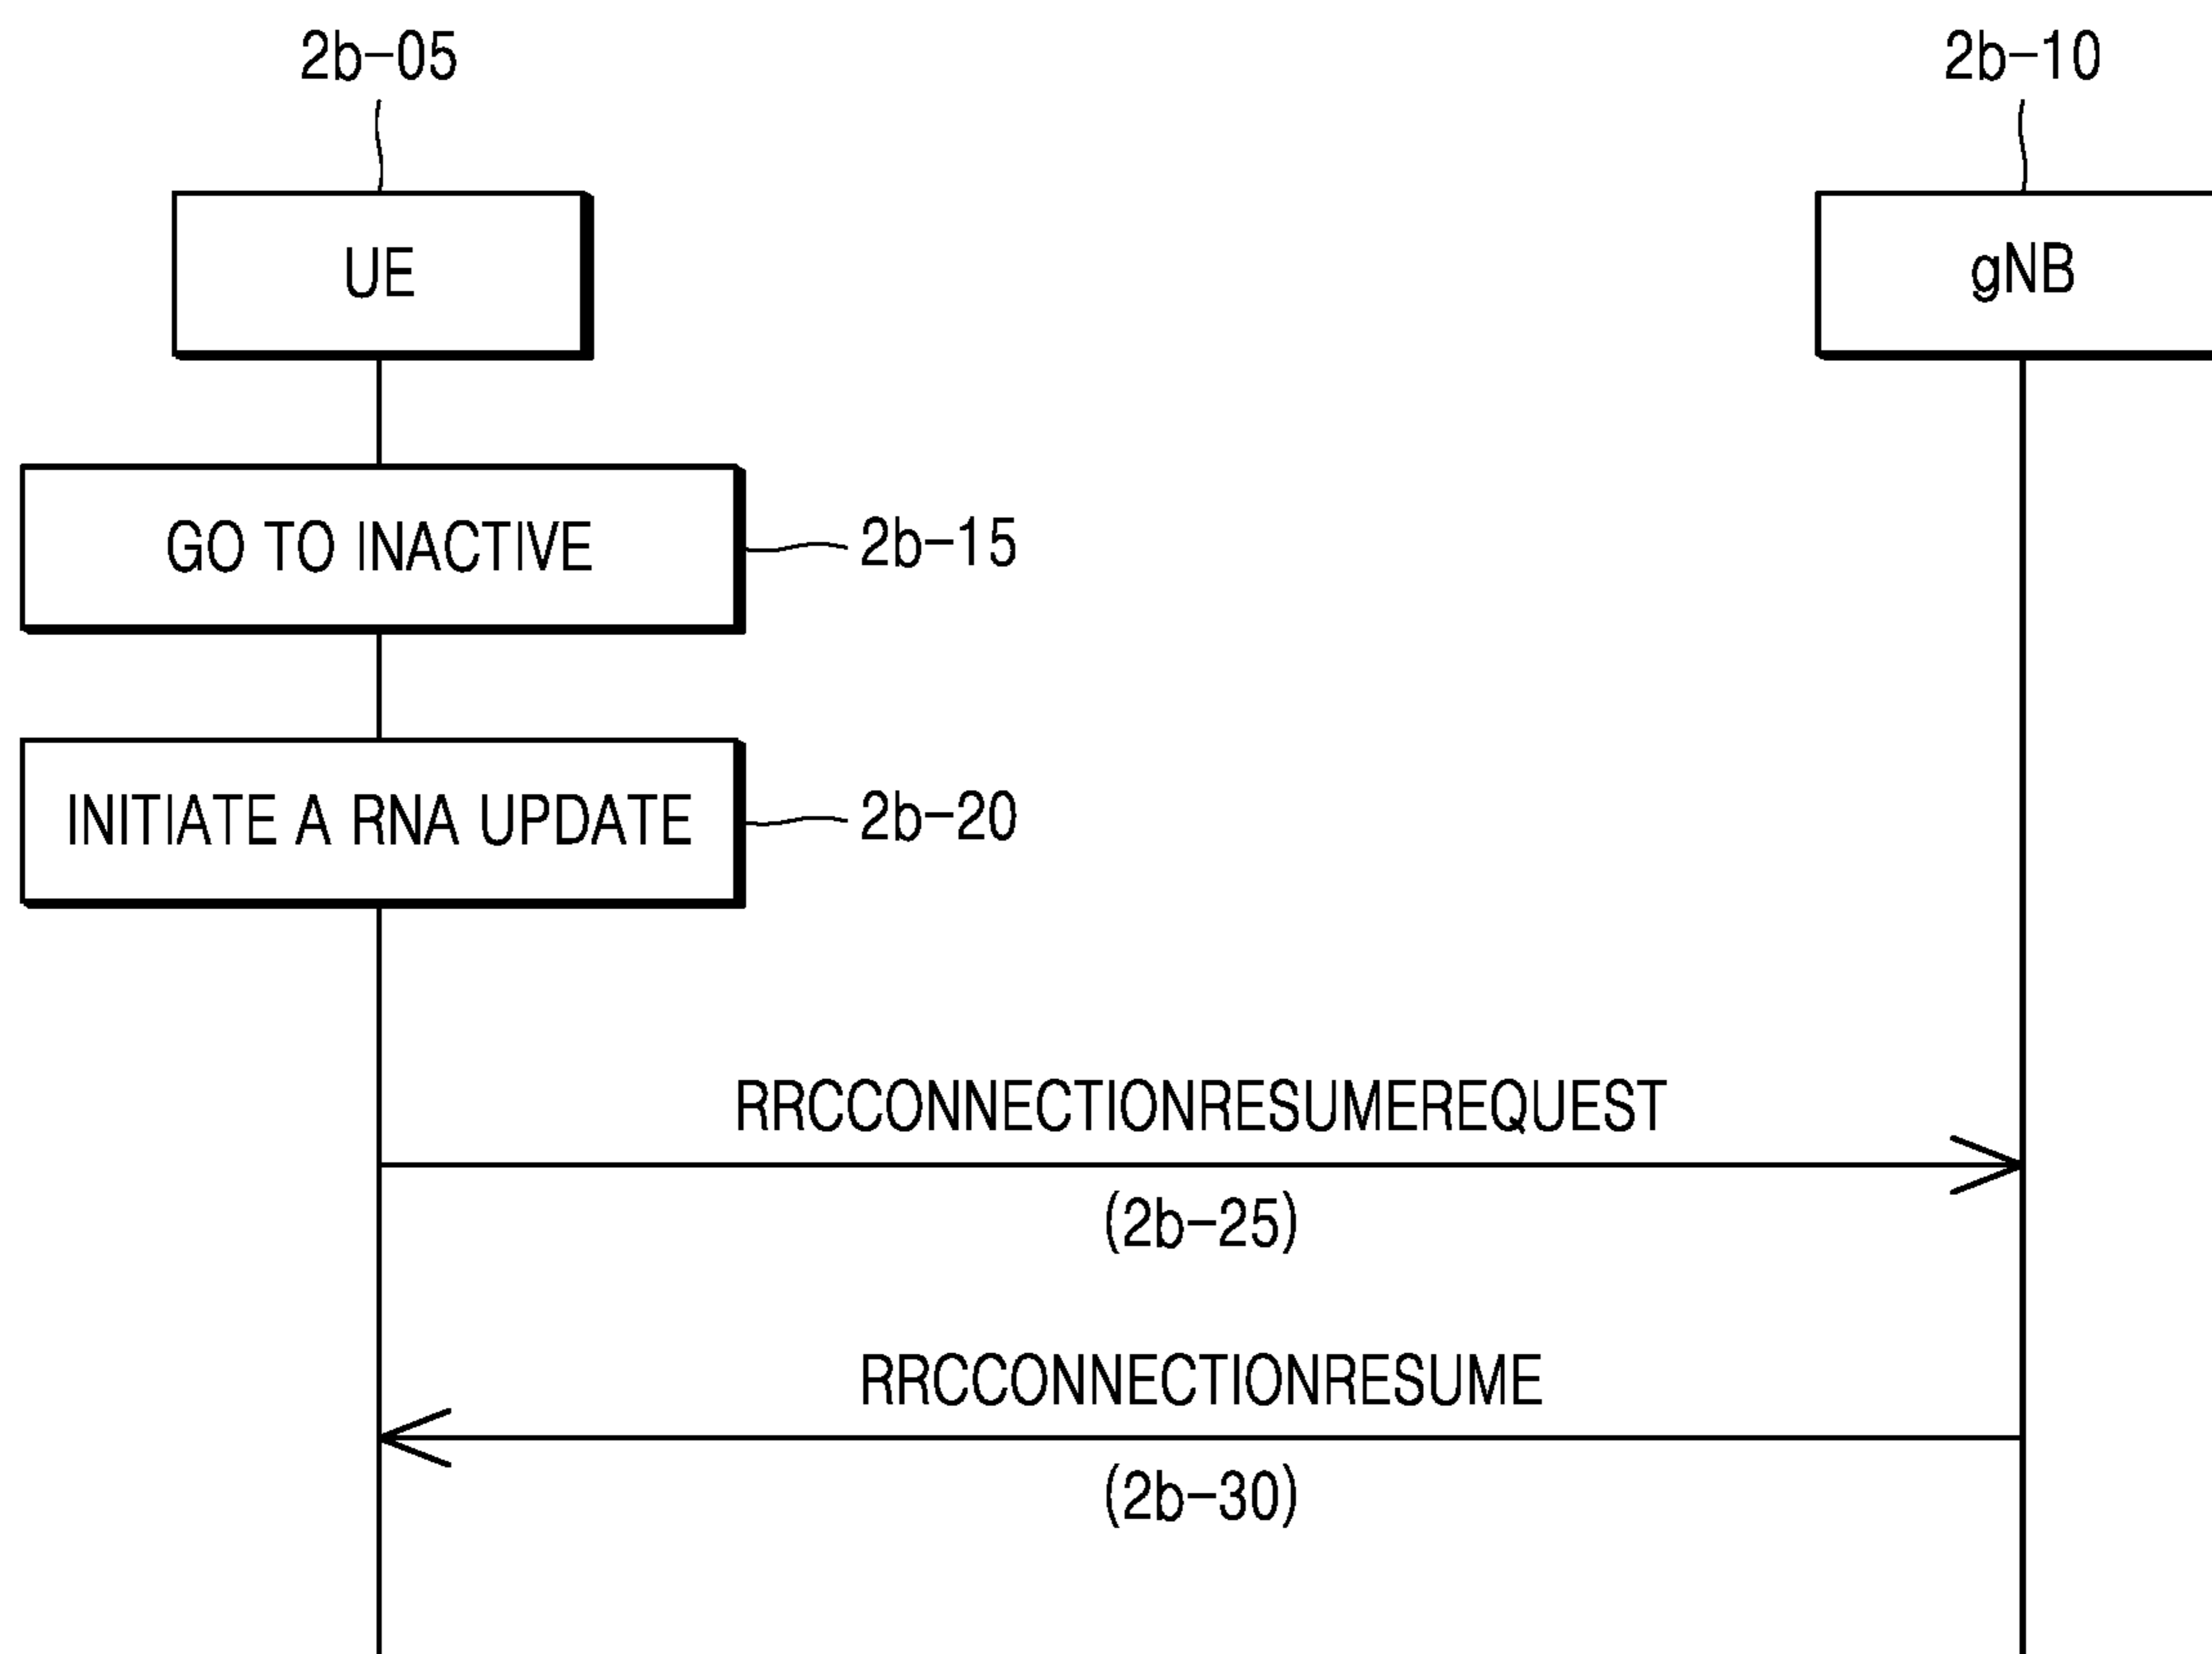 2b-05
2b-10
UE
gNB
GO TO INACTIVE
2b-15
INITIATE A RNA UPDATE
2b-20
RRCCONNECTIONRESUMEREQUEST
(2b-25)
RRCCONNECTIONRESUME
(2b-30)